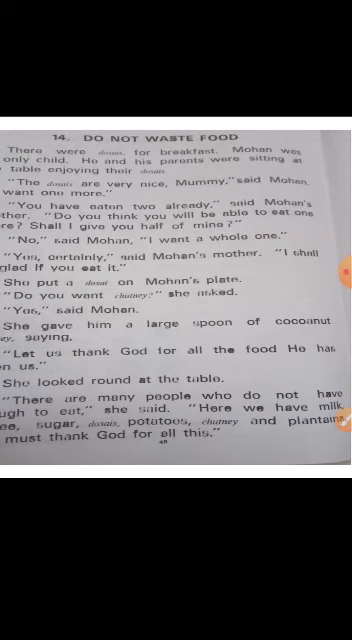 14. DO NOT WASTE FOOD
There were dosais for breakfast. Mohan was
only child. He and his parents were sitting at
table enjoying their dosais
"The dosais are very nice, Mummy," said Mohan.
want one more."
"You have eaten two already," said Mohan's
ther. "Do you think you will be able to eat one
re? Shall I give you half of mine?"
"No," said Mohan, "I want a whole one."
"Yes, certainly," said Mohan's mother. "I shall
glad if you eat it."
She put a dosai on Mohan's plate.
"Do you want chutney?" she asked.
"Yes," said Mohan.
She gave him a large spoon of cocoanut
ey, saying,
"Let us thank God for all the food He has
en us."
She looked round at the table.
"There are many people who do not have
ugh to eat," she said. "Here we have milk,
ee, sugar, dosais, potatoes, chutney and plantains
must thank God for all this."
48